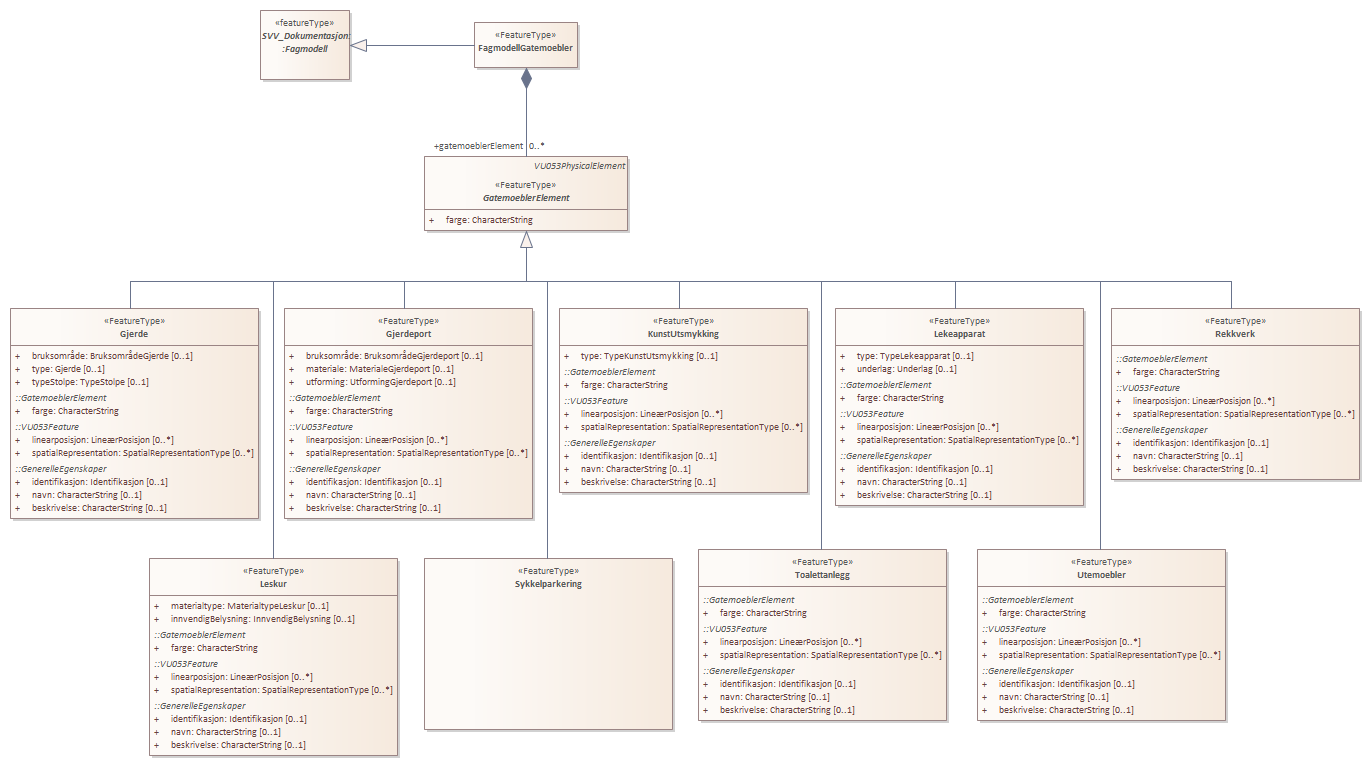 «featureType»
SVV_Dokumentasjon:
:Fagmodell
«FeatureType»
FagmodellGatemoebler
+gatemoeblerElement 0..*
VU053PhysicalElement
«FeatureType»
GatemoeblerElement
+ farge: CharacterString
«FeatureType»
Gjerde
+ bruksområde: BruksområdeGjerde [0..1]
+ type: Gjerde [0..1]
+ typeStolpe: TypeStolpe [0..1]
::GatemoeblerElement
+ farge: CharacterString
::VU053Feature
+ linearposisjon: LineærPosisjon [0..*]
+ spatialRepresentation: SpatialRepresentationType [0..*]
::GenerelleEgenskaper
+ identifikasjon: Identifikasjon [0..1]
+ navn: CharacterString [0..1]
+ beskrivelse: CharacterString [0..1]
«FeatureType»
Gjerdeport
+ bruksområde: BruksområdeGjerdeport [0..1]
+ materiale: MaterialeGjerdeport [0..1]
+ utforming: UtformingGjerdeport [0..1]
::GatemoeblerElement
+ farge: CharacterString
::VU053Feature
+ linearposisjon: LineærPosisjon [0..*]
+ spatialRepresentation: SpatialRepresentationType [0..*]
::GenerelleEgenskaper
+ identifikasjon: Identifikasjon [0..1]
+ navn: CharacterString [0..1]
+ beskrivelse: CharacterString [0..1]
«FeatureType»
KunstUtsmykking
+ type: TypeKunstUtsmykking [0..1]
::GatemoeblerElement
+ farge: CharacterString
::VU053Feature
+ linearposisjon: LineærPosisjon [0..*]
+ spatialRepresentation: SpatialRepresentationType [0..*]
::GenerelleEgenskaper
+ identifikasjon: Identifikasjon [0..1]
+ navn: CharacterString [0..1]
+ beskrivelse: CharacterString [0..1]
«FeatureType»
Lekeapparat
+ type: TypeLekeapparat [0..1]
+ underlag: Underlag [0..1]
::GatemoeblerElement
+ farge: CharacterString
::VU053Feature
+ linearposisjon: LineærPosisjon [0..*]
+ spatialRepresentation: SpatialRepresentationType [0..*]
::GenerelleEgenskaper
+ identifikasjon: Identifikasjon [0..1]
+ navn: CharacterString [0..1]
+ beskrivelse: CharacterString [0..1]
«FeatureType»
Rekkverk
::GatemoeblerElement
+ farge: CharacterString
::VU053Feature
+ linearposisjon: LineærPosisjon [0..*]
+ spatialRepresentation: SpatialRepresentationType [0..*]
::GenerelleEgenskaper
+ identifikasjon: Identifikasjon [0..1]
+ navn: CharacterString [0..1]
+ beskrivelse: CharacterString [0..1]
«FeatureType»
Leskur
+ materialtype: MaterialtypeLeskur [0..1]
+ innvendigBelysning: InnvendigBelysning [0..1]
::GatemoeblerElement
+ farge: CharacterString
::VU053Feature
+ linearposisjon: LineærPosisjon [0..*]
+ spatialRepresentation: SpatialRepresentationType [0..*]
::GenerelleEgenskaper
+ identifikasjon: Identifikasjon [0..1]
+ navn: CharacterString [0..1]
+ beskrivelse: CharacterString [0..1]
«FeatureType»
Sykkelparkering
«FeatureType»
Toalettanlegg
::GatemoeblerElement
+ farge: CharacterString
::VU053Feature
+ linearposisjon: LineærPosisjon [0..*]
+ spatialRepresentation: SpatialRepresentationType [0..*]
::GenerelleEgenskaper
+ identifikasjon: Identifikasjon [0..1]
+ navn: CharacterString [0..1]
+ beskrivelse: CharacterString [0..1]
«FeatureType»
Utemoebler
::GatemoeblerElement
+ farge: CharacterString
::VU053Feature
+ linearposisjon: LineærPosisjon [0..*]
+ spatialRepresentation: SpatialRepresentationType [0..*]
::GenerelleEgenskaper
+ identifikasjon: Identifikasjon [0..1]
+ navn: CharacterString [0..1]
+ beskrivelse: CharacterString [0..1]